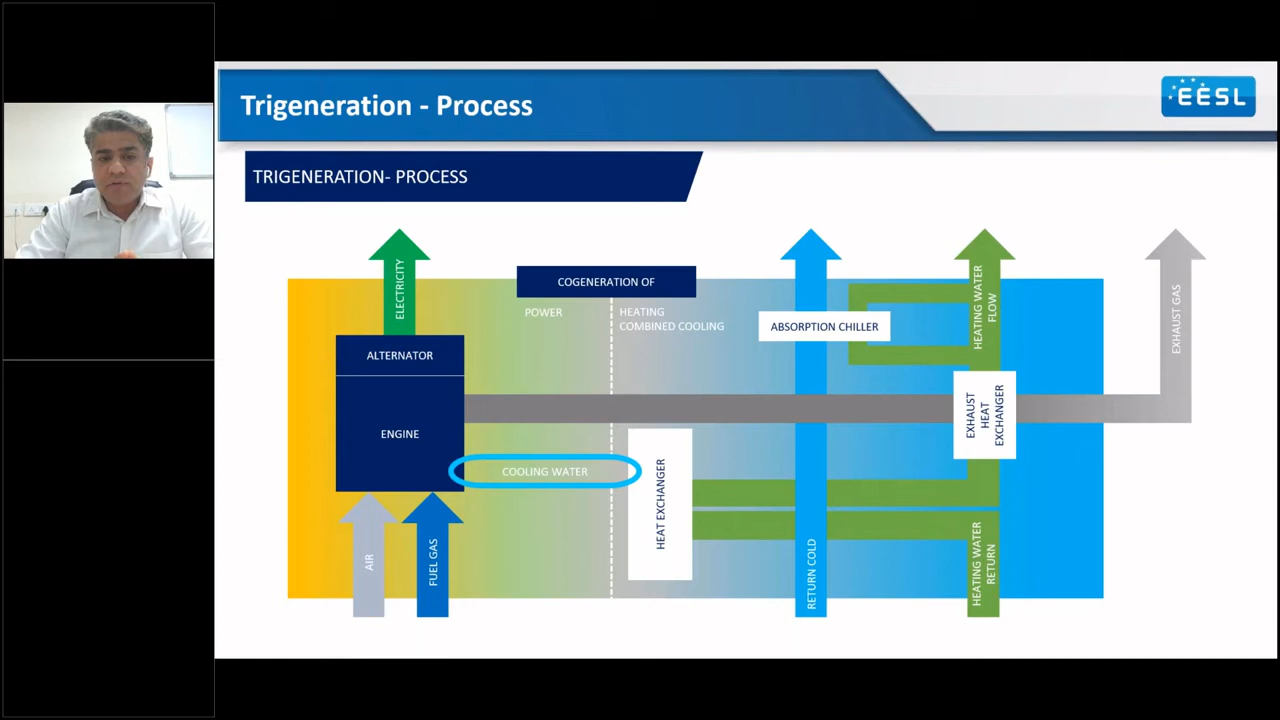 Trigeneration - Process
EESL
TRIGENERATION- PROCESS
ELECTRICITY
COGENERATION OF
POWER
HEATING
COMBINED COOLING
ABSORPTION CHILLER
HEATING WATER
FLOW
EXHAUST GAS
ALTERNATOR
ENGINE
EXHAUST
HEAT
EXCHANGER
COOLING WATER
HEAT EXCHANGER
AIR
FUEL GAS
RETURN COLD
HEATING WATER
RETURN